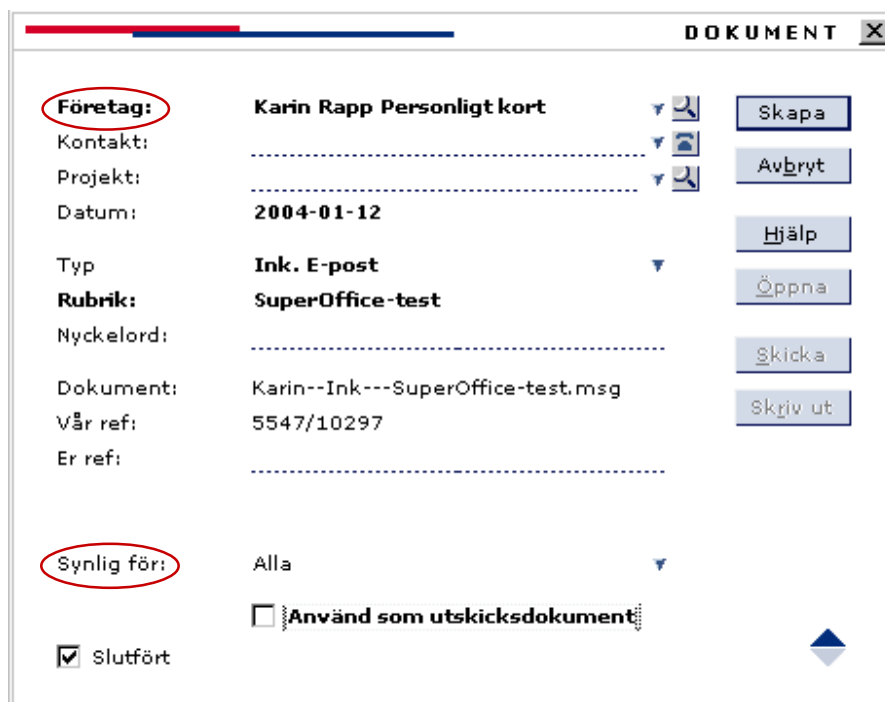 DOKUMENT
Företag: Karin Rapp Personligt kort
Skapa
Kontakt:
Avbryt
Projekt:
Datum: 2004-01-12
Hjälp
Typ Ink. E-post
Öppna
Rubrik: SuperOffice-test
Nyckelord:
Skicka
Dokument: Karin--Ink---SuperOffice-test.msg
Skriv ut
Vår ref: 5547/10297
Er ref:
Synlig för: Alla
Använd som utskicksdokument
Slutfört